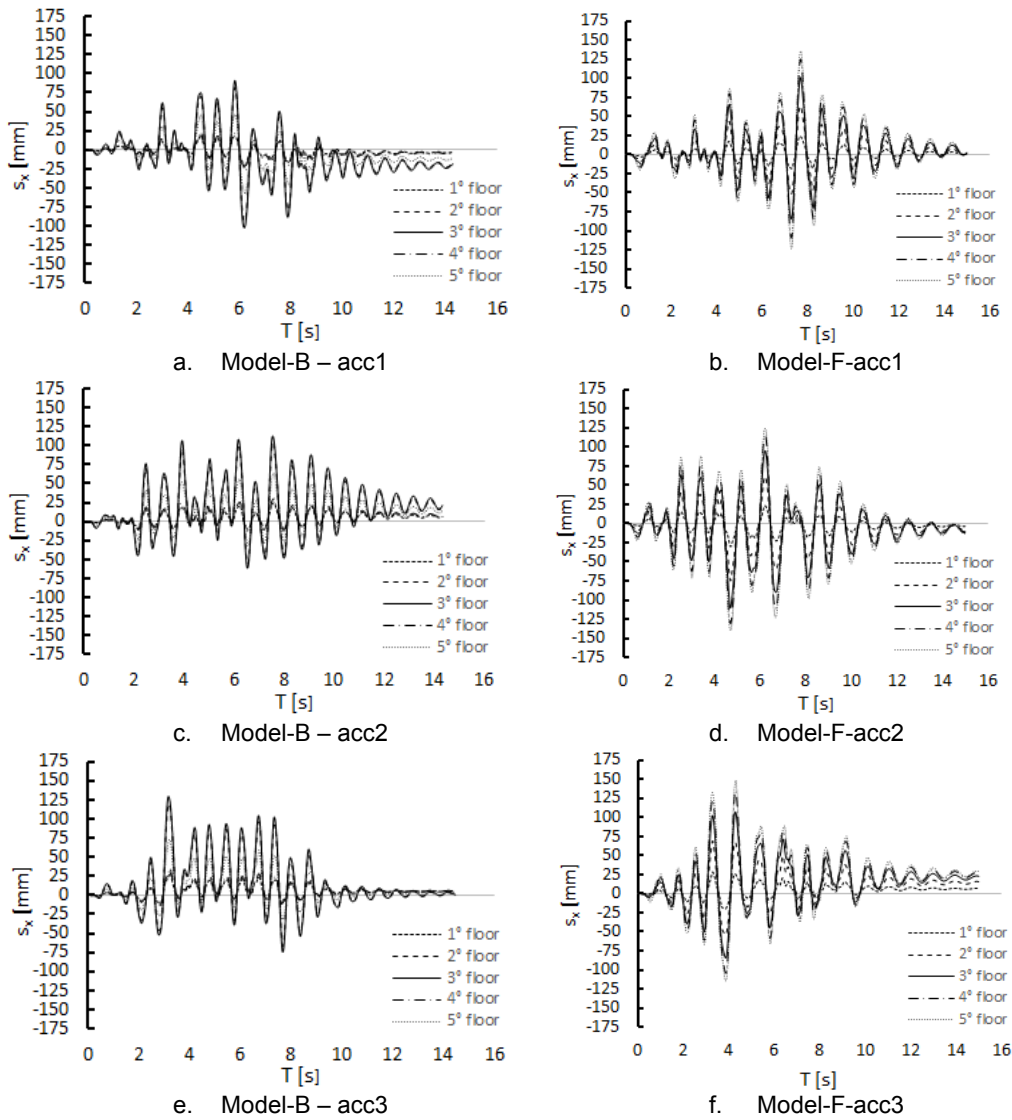 175
150
125
100
75
50
25
0
-25
-50
-75
-100
-125
-150
-175
sx [mm]
1° floor
2° floor
3° floor
4° floor
5° floor
0 2 4 6 8 10 12 14 16
T [s]
a. Model-B – acc1
175
150
125
100
75
50
25
0
-25
-50
-75
-100
-125
-150
-175
sx [mm]
1° floor
2° floor
3° floor
4° floor
5° floor
0 2 4 6 8 10 12 14 16
T [s]
b. Model-F-acc1
175
150
125
100
75
50
25
0
-25
-50
-75
-100
-125
-150
-175
sx [mm]
1° floor
2° floor
3° floor
4° floor
5° floor
0 2 4 6 8 10 12 14 16
T [s]
c. Model-B – acc2
175
150
125
100
75
50
25
0
-25
-50
-75
-100
-125
-150
-175
sx [mm]
1° floor
2° floor
3° floor
4° floor
5° floor
0 2 4 6 8 10 12 14 16
T [s]
d. Model-F-acc2
175
150
125
100
75
50
25
0
-25
-50
-75
-100
-125
-150
-175
sx [mm]
1° floor
2° floor
3° floor
4° floor
5° floor
0 2 4 6 8 10 12 14 16
T [s]
e. Model-B – acc3
175
150
125
100
75
50
25
0
-25
-50
-75
-100
-125
-150
-175
sx [mm]
1° floor
2° floor
3° floor
4° floor
5° floor
0 2 4 6 8 10 12 14 16
T [s]
f. Model-F-acc3